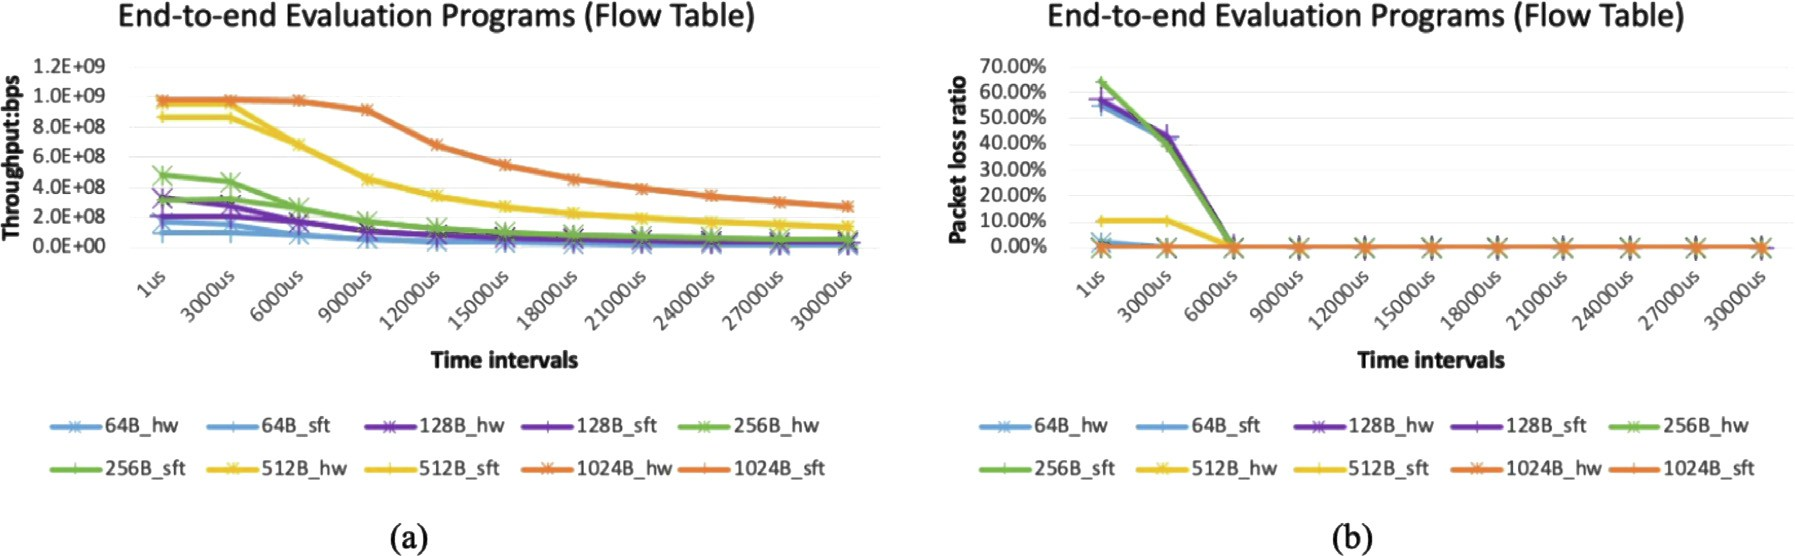 End-to-end Evaluation Programs (Flow Table)
Throughput:bps
1.2E+09
1.0E+09
8.0E+08
6.0E+08
4.0E+08
2.0E+08
0.0E+00
1us 3000us 6000us 9000us 12000us 15000us 18000us 21000us 24000us 27000us 30000us
Time intervals
64B_hw 64B_sft 128B_hw 128B_sft 256B_hw
256B_sft 512B_hw 512B_sft 1024B_hw 1024B_sft
(a)
End-to-end Evaluation Programs (Flow Table)
Packet loss ratio
70.00%
60.00%
50.00%
40.00%
30.00%
20.00%
10.00%
0.00%
1us 3000us 6000us 9000us 12000us 15000us 18000us 21000us 24000us 27000us 30000us
Time intervals
64B_hw 64B_sft 128B_hw 128B_sft 256B_hw
256B_sft 512B_hw 512B_sft 1024B_hw 1024B_sft
(b)